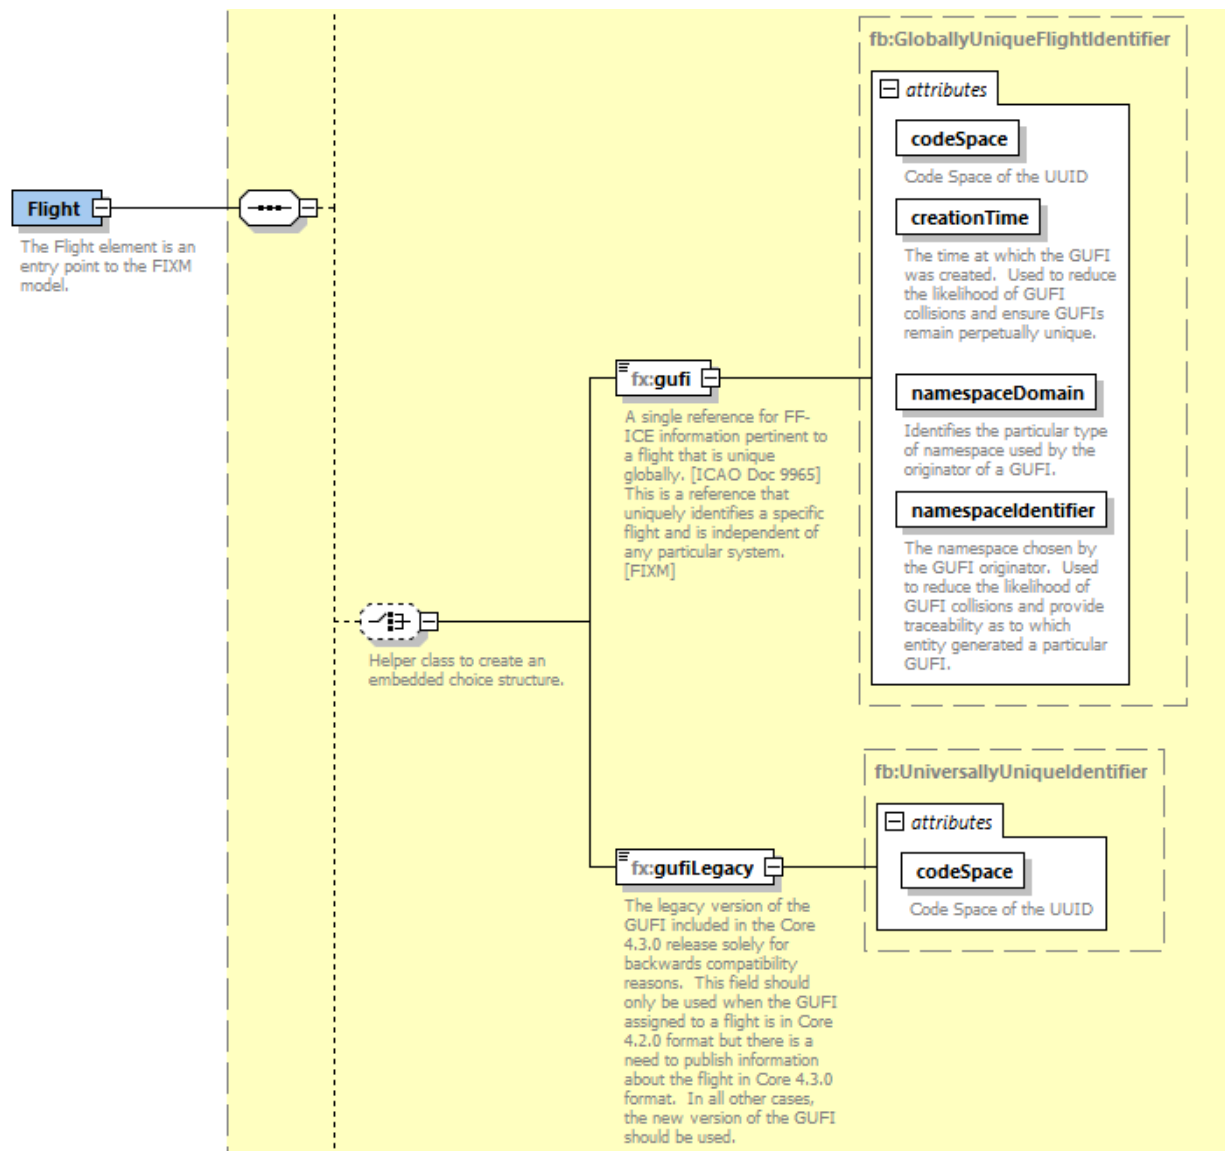 Flight
The Flight element is an
entry point to the FIXM
model.
Helper class to create an
embedded choice structure.
fx:gufi
A single reference for FF-
ICE information pertinent to
a flight that is unique
globally. [ICAO Doc 9965]
This is a reference that
uniquely identifies a specific
flight and is independent of
any particular system.
[FIXM]
fb:GloballyUniqueFlightIdentifier
attributes
codeSpace
Code Space of the UUID
creationTime
The time at which the GUFI
was created.  Used to reduce
the likelihood of GUFI
collisions and ensure GUFIs
remain perpetually unique.
namespaceDomain
Identifies the particular type
of namespace used by the
originator of a GUFI.
namespaceIdentifier
The namespace chosen by
the GUFI originator.  Used
to reduce the likelihood of
GUFI collisions and provide
traceability as to which
entity generated a particular
GUFI.
fx:gufiLegacy
The legacy version of the
GUFI included in the Core
4.3.0 release solely for
backwards compatibility
reasons.  This field should
only be used when the GUFI
assigned to a flight is in Core
4.2.0 format but there is a
need to publish information
about the flight in Core 4.3.0
format.  In all other cases,
the new version of the GUFI
should be used.
fb:UniversallyUniqueIdentifier
attributes
codeSpace
Code Space of the UUID